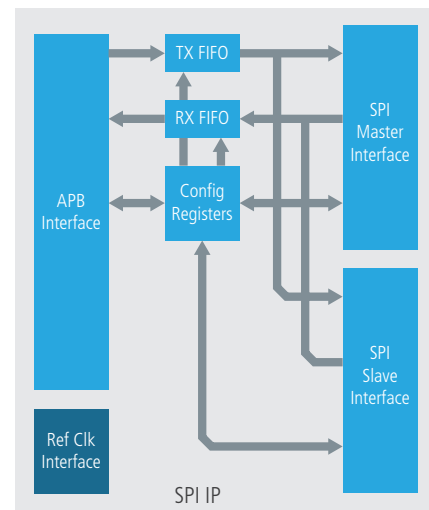 TX FIFO
RX FIFO
Config
Registers
APB
Interface
SPI
Master
Interface
SPI
Slave
Interface
Ref Clk
Interface
SPI IP